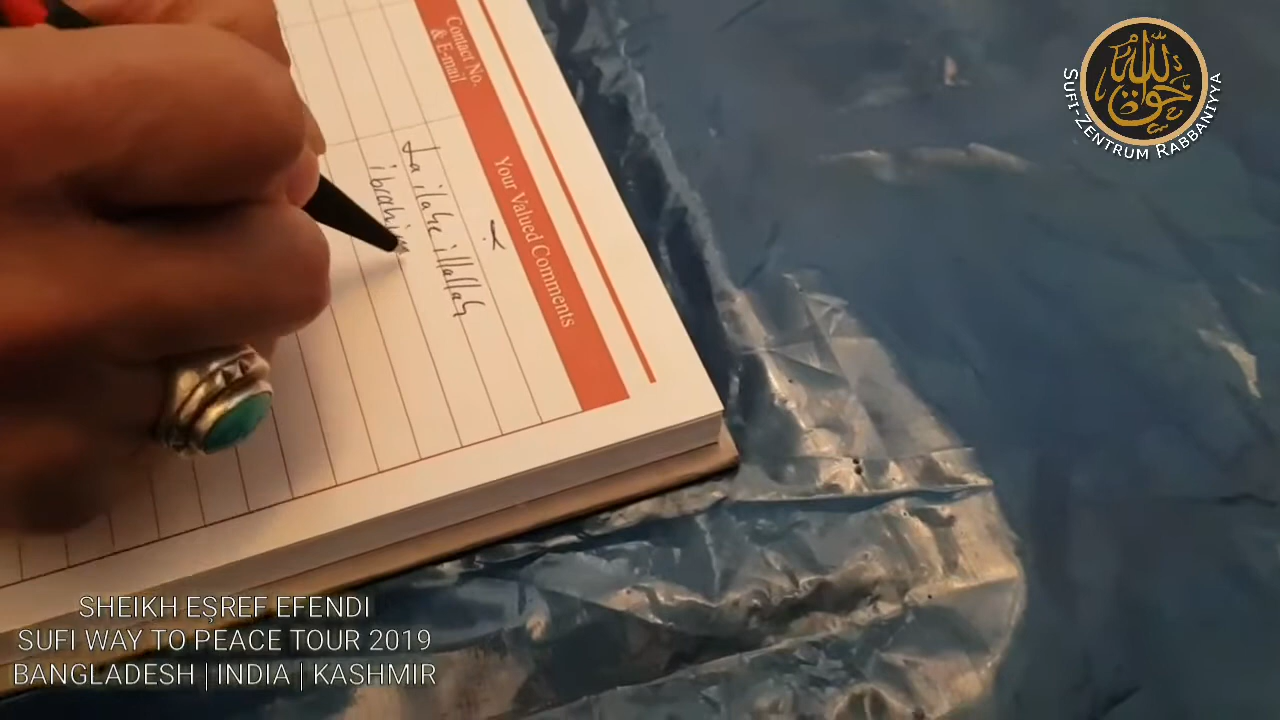 Contact No.
& E-mail
Your Valued Comments
La ilahe illallah
ibrahim
SUFI-ZENTRUM RABBANIYYA
SHEIKH EŞREF EFENDI
SUFI WAY TO PEACE TOUR 2019
BANGLADESH | INDIA | KASHMIR